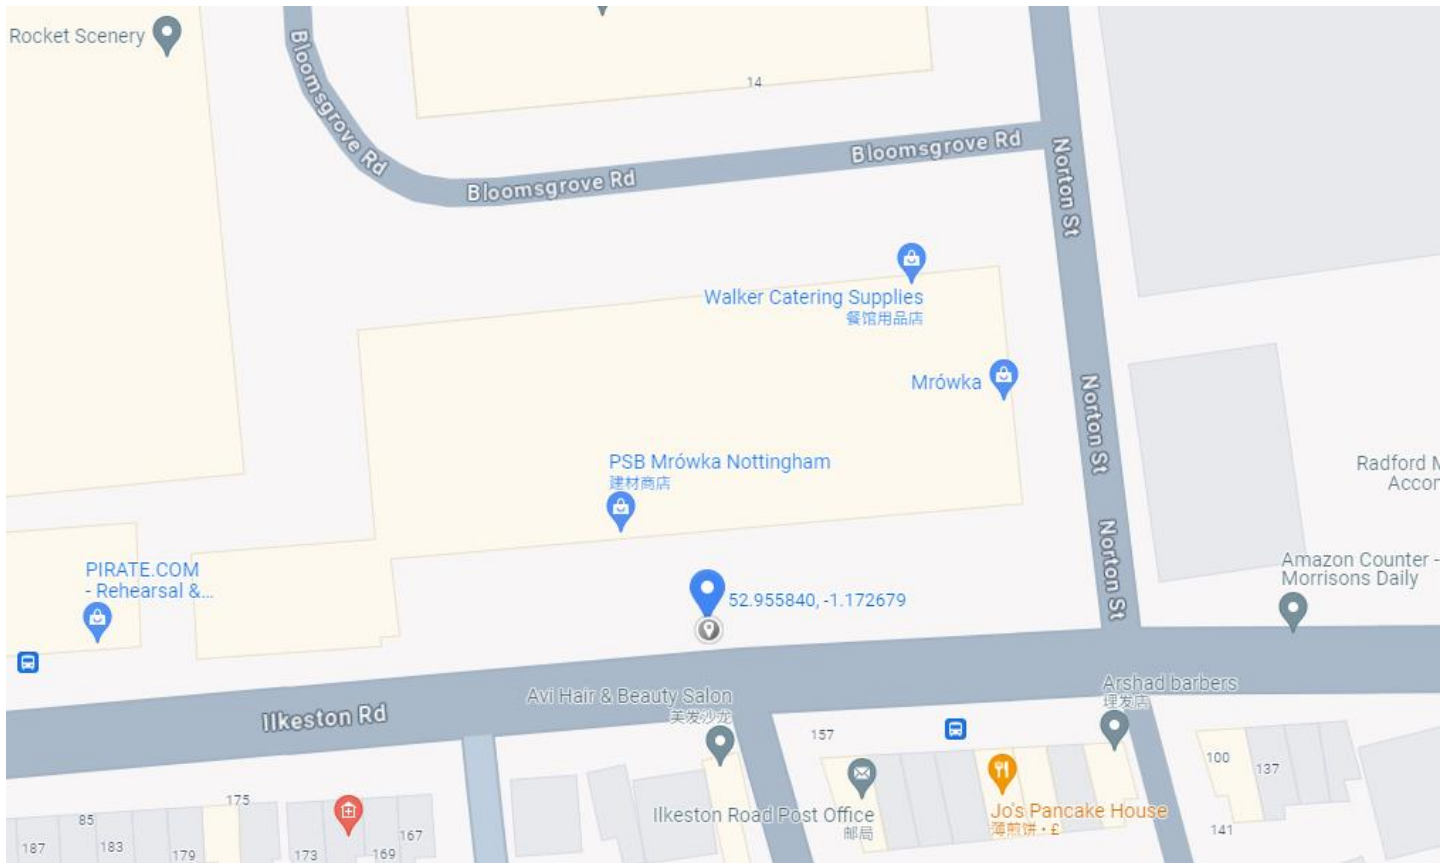 Rocket Scenery
Bloomsgrove Rd
14
Bloomsgrove Rd
Bloomsgrove Rd
Norton St
Walker Catering Supplies
餐馆用品店
Mrówka
Norton St
PSB Mrówka Nottingham
建材商店
Radford M
Accor
Norton St
PIRATE.COM
- Rehearsal &...
Amazon Counter -
Morrisons Daily
52.955840, -1.172679
Ilkeston Rd
Avi Hair & Beauty Salon
美发沙龙
Arshad barbers
理发店
157
100
137
175
85
187
183
179
173
169
167
Ilkeston Road Post Office
邮局
Jo's Pancake House
薄煎饼・£
141